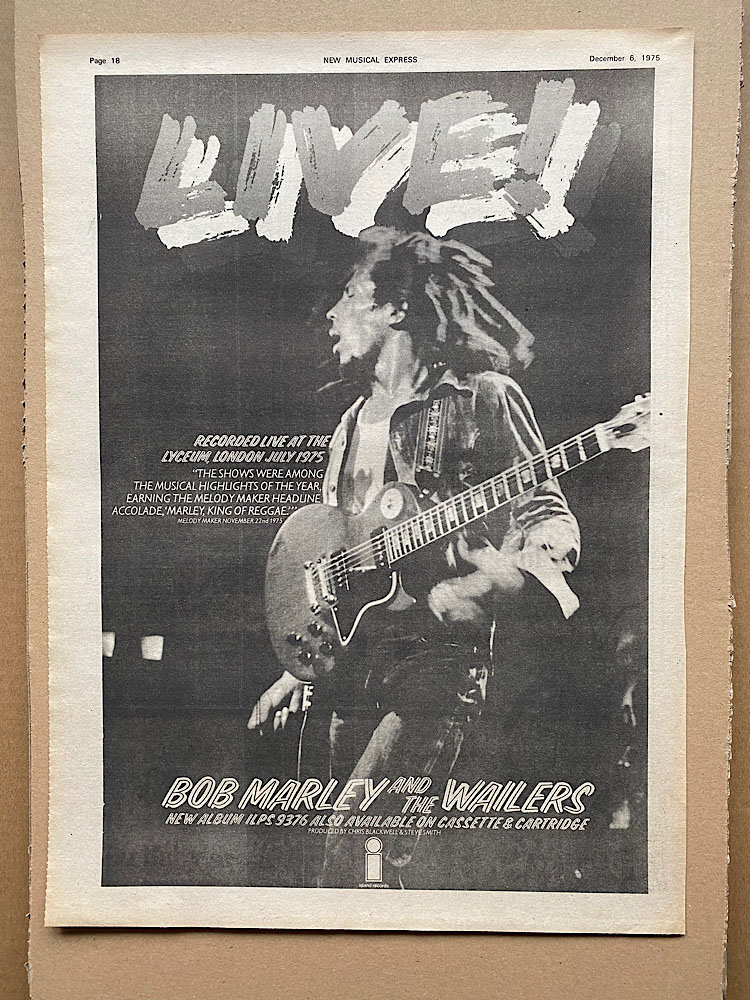 Page 18 NEW MUSICAL EXPRESS December 6, 1975
LIVE!
RECORDED LIVE AT THE
LYCEUM, LONDON JULY 1975
"THE SHOWS WERE AMONG
THE MUSICAL HIGHLIGHTS OF THE YEAR,
EARNING THE MELODY MAKER HEADLINE
ACCOLADE, 'MARLEY, KING OF REGGAE.'"
MELODY MAKER NOVEMBER 22nd 1975
BOB MARLEY AND THE WAILERS
NEW ALBUM ILPS 9376 ALSO AVAILABLE ON CASSETTE & CARTRIDGE
PRODUCED BY CHRIS BLACKWELL & STEVE SMITH
island records